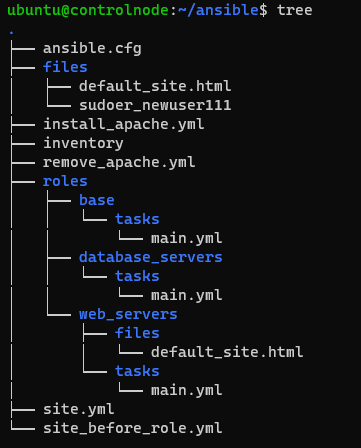 ubuntu@controlnode:~/ansible$ tree
.
├── ansible.cfg
├── files
│   ├── default_site.html
│   └── sudoer_newuser111
├── install_apache.yml
├── inventory
├── remove_apache.yml
├── roles
│   ├── base
│   │   └── tasks
│   │       └── main.yml
│   ├── database_servers
│   │   └── tasks
│   │       └── main.yml
│   └── web_servers
│       ├── files
│       │   └── default_site.html
│       └── tasks
│           └── main.yml
├── site.yml
└── site_before_role.yml